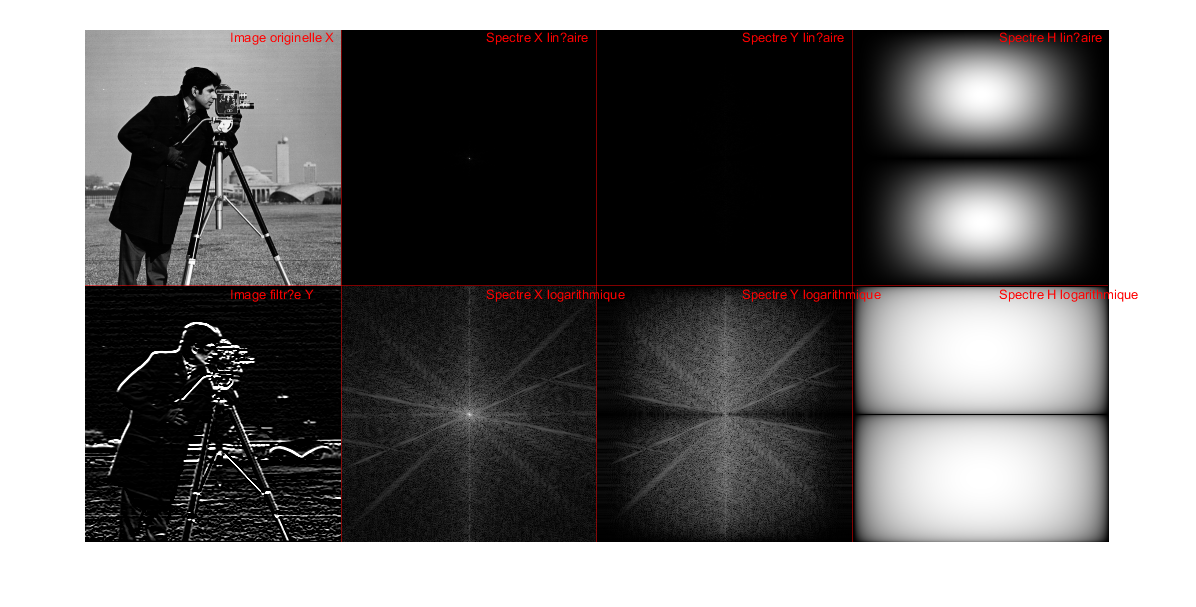 Image originelle X
Spectre X lin?aire
Spectre Y lin?aire
Spectre H lin?aire
Image filtr?e Y
Spectre X logarithmique
Spectre Y logarithmique
Spectre H logarithmique